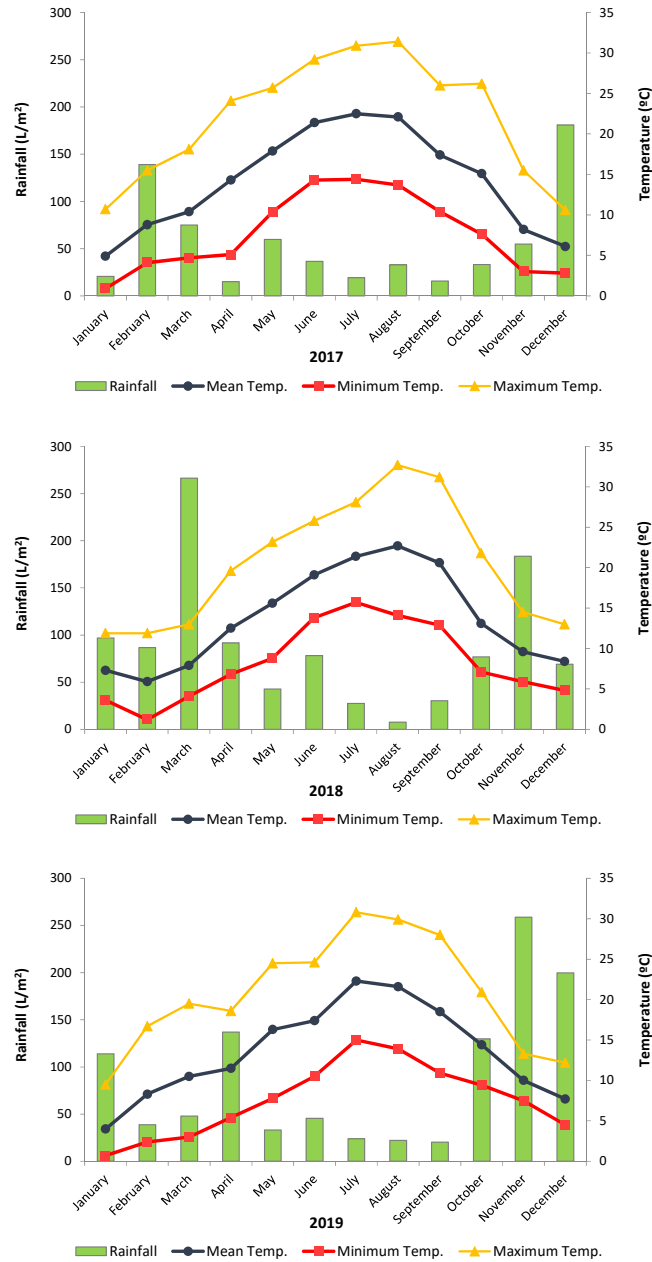 300
250
200
150
100
50
0
Rainfall (L/m²)
35
30
25
20
15
10
5
0
Temperature (ºC)
January
February
March
April
May
June
July
August
September
October
November
December
2017
Rainfall Mean Temp. Minimum Temp. Maximum Temp.
300
250
200
150
100
50
0
Rainfall (L/m²)
35
30
25
20
15
10
5
0
Temperature (ºC)
January
February
March
April
May
June
July
August
September
October
November
December
2018
Rainfall Mean Temp. Minimum Temp. Maximum Temp.
300
250
200
150
100
50
0
Rainfall (L/m²)
35
30
25
20
15
10
5
0
Temperature (ºC)
January
February
March
April
May
June
July
August
September
October
November
December
2019
Rainfall Mean Temp. Minimum Temp. Maximum Temp.